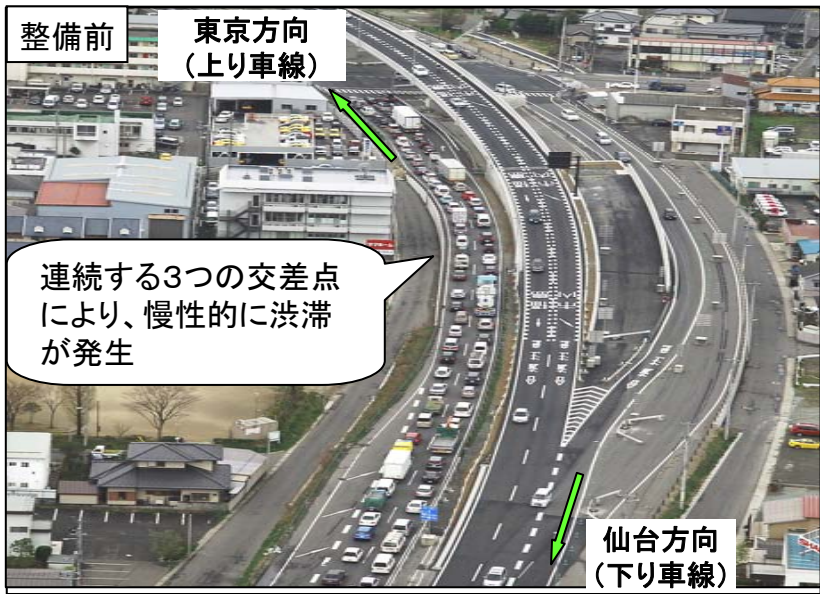 整備前
東京方向
(上り車線)
連続する3つの交差点
により、慢性的に渋滞
が発生
仙台方向
(下り車線)